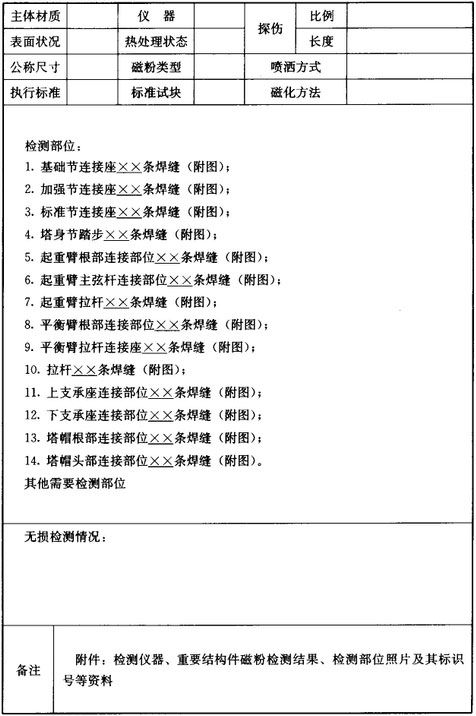 主体材质 仪器 探伤 比例
表面状况 热处理状态 长度
公称尺寸 磁粉类型 喷洒方式
执行标准 标准试块 磁化方法
检测部位：
1. 基础节连接座××条焊缝（附图）；
2. 加强节连接座××条焊缝（附图）；
3. 标准节连接座××条焊缝（附图）；
4. 塔身节踏步××条焊缝（附图）；
5. 起重臂根部连接部位××条焊缝（附图）；
6. 起重臂主弦杆连接部位××条焊缝（附图）；
7. 起重臂拉杆××条焊缝（附图）；
8. 平衡臂根部连接部位××条焊缝（附图）；
9. 平衡臂拉杆连接座××条焊缝（附图）；
10. 拉杆××条焊缝（附图）；
11. 上支承座连接部位××条焊缝（附图）；
12. 下支承座连接部位××条焊缝（附图）；
13. 塔帽根部连接部位××条焊缝（附图）；
14. 塔帽头部连接部位××条焊缝（附图）。
其他需要检测部位
无损检测情况：
备注
附件：检测仪器、重要结构件磁粉检测结果、检测部位照片及其标识
号等资料